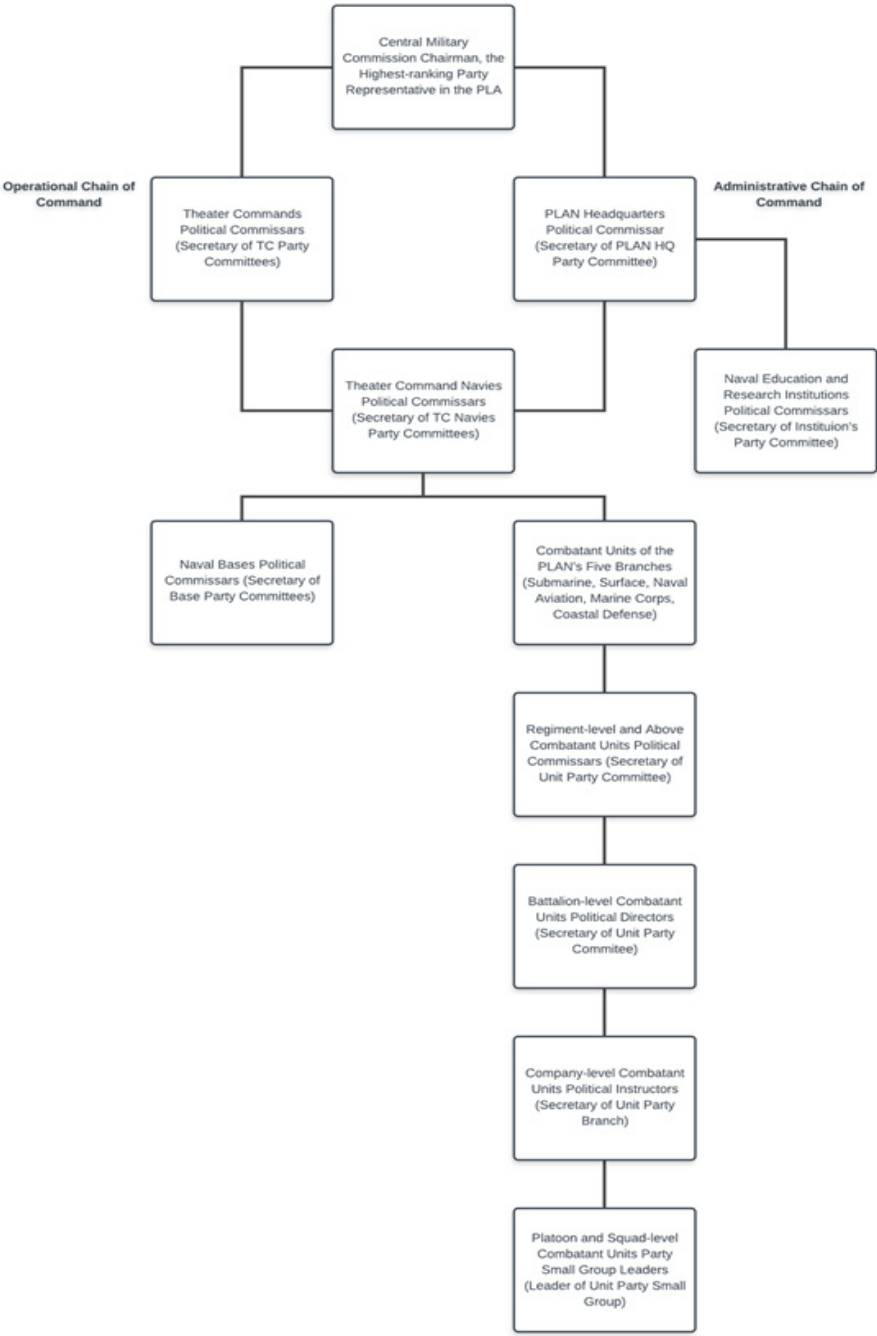 Central Military
Commission Chairman, the
Highest-ranking Party
Representative in the PLA
Operational Chain of
Command
Theater Commands
Political Commissars
(Secretary of TC Party
Committees)
PLAN Headquarters
Political Commissar
(Secretary of PLAN HQ
Party Committee)
Administrative Chain of
Command
Theater Command Navies
Political Commissars
(Secretary of TC Navies
Party Committees)
Naval Education and
Research Institutions
Political Commissars
(Secretary of Instituion's
Party Committee)
Naval Bases Political
Commissars (Secretary of
Base Party Committees)
Combatant Units of the
PLAN's Five Branches
(Submarine, Surface, Naval
Aviation, Marine Corps,
Coastal Defense)
Regiment-level and Above
Combatant Units Political
Commissars (Secretary of
Unit Party Committee)
Battalion-level Combatant
Units Political Directors
(Secretary of Unit Party
Commitee)
Company-level Combatant
Units Political Instructors
(Secretary of Unit Party
Branch)
Platoon and Squad-level
Combatant Units Party
Small Group Leaders
(Leader of Unit Party Small
Group)